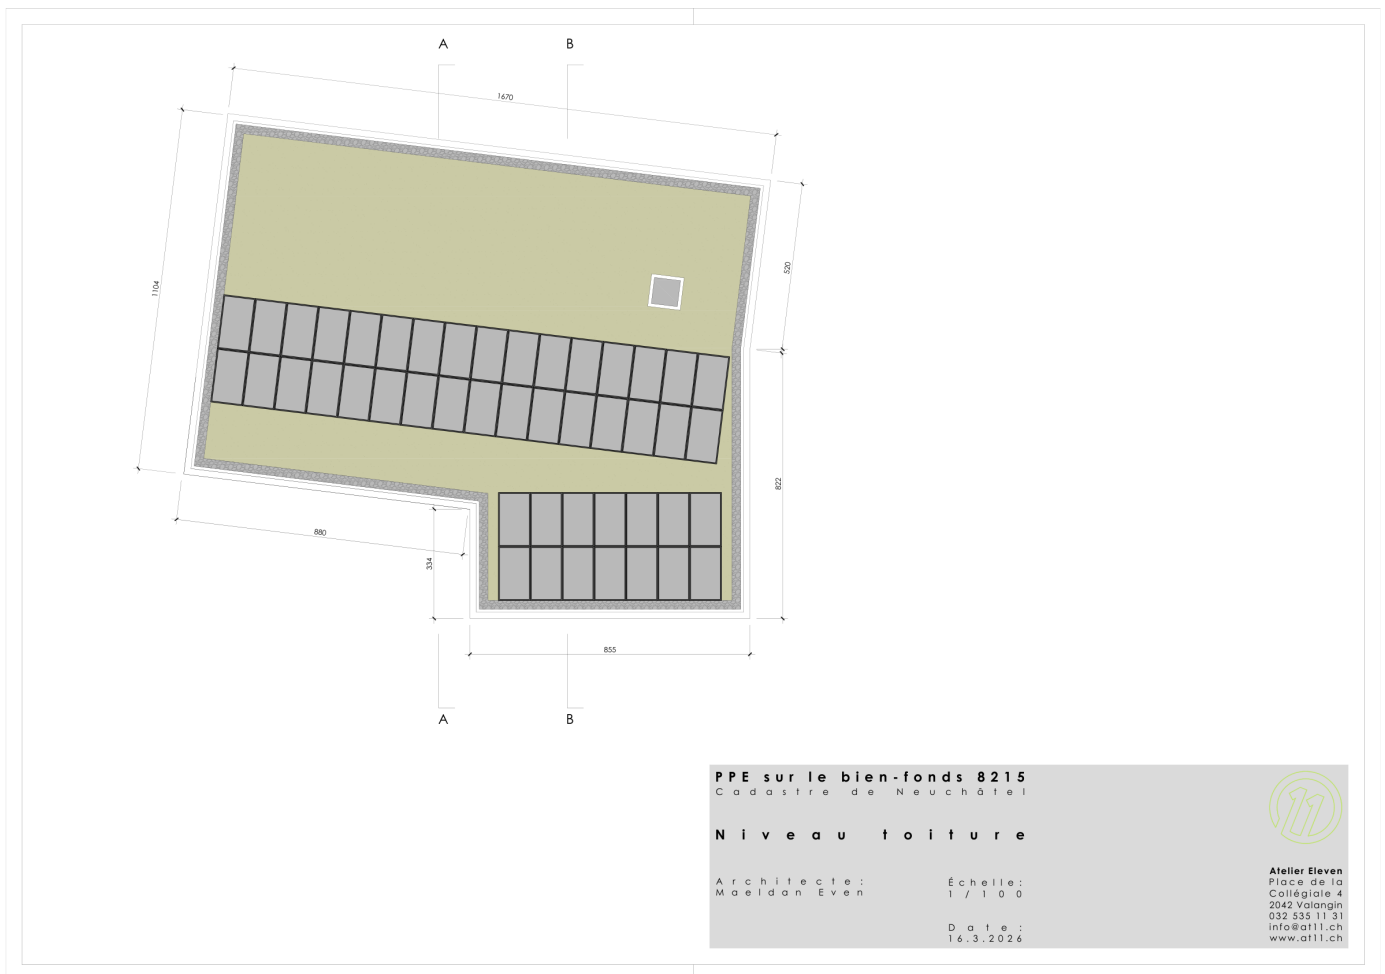 A
B
1670
1104
520
822
880
334
855
A
B
PPE sur le bien-fonds 8215
Cadastre de Neuchâtel
Niveau toiture
Architecte:
Maeldan Even
Échelle:
1/100
Date:
16.3.2026
11
Atelier Eleven
Place de la
Collégiale 4
2042 Valangin
032 535 11 31
info@at11.ch
www.at11.ch